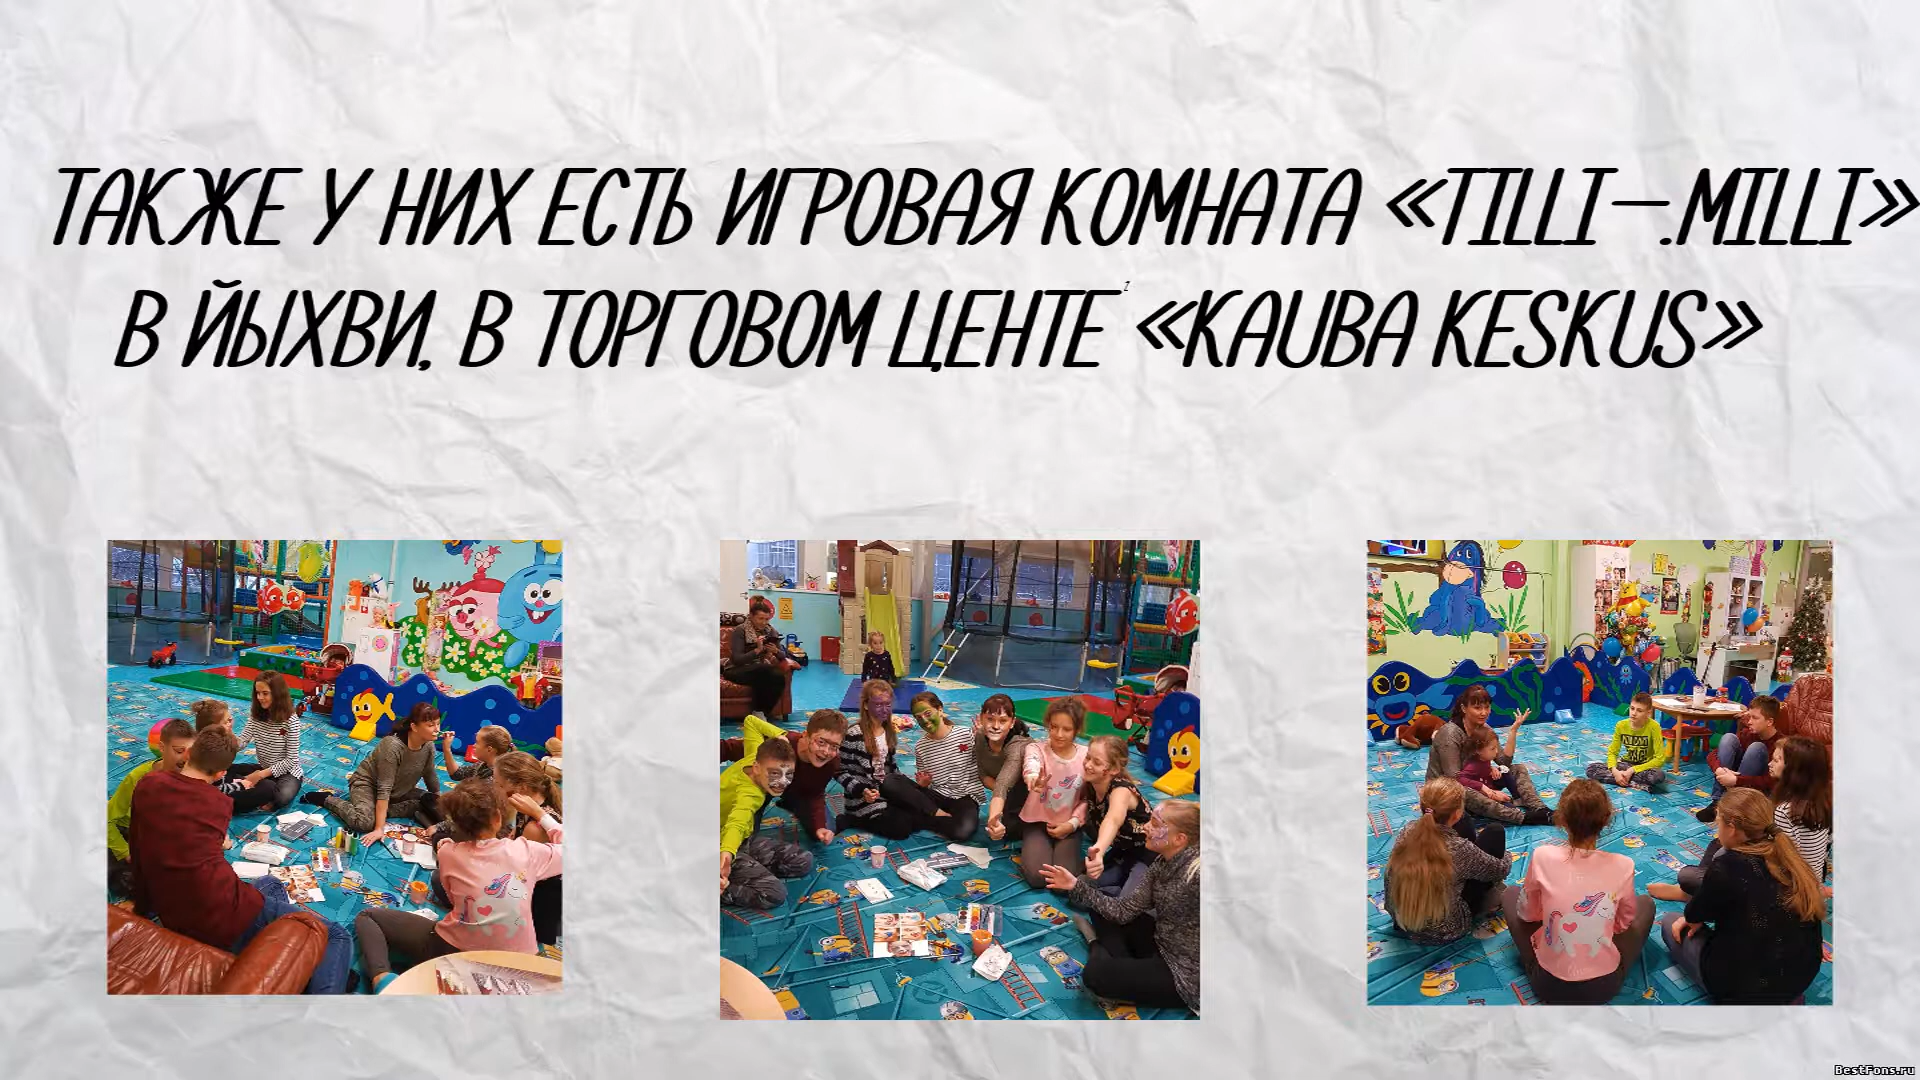 ТАКЖЕ У НИХ ЕСТЬ ИГРОВАЯ КОМНАТА «TILLI-.MILLI»
В ЙЫХВИ, В ТОРГОВОМ ЦЕНТЕ «KAUBA KESKUS»
BestFons.ru